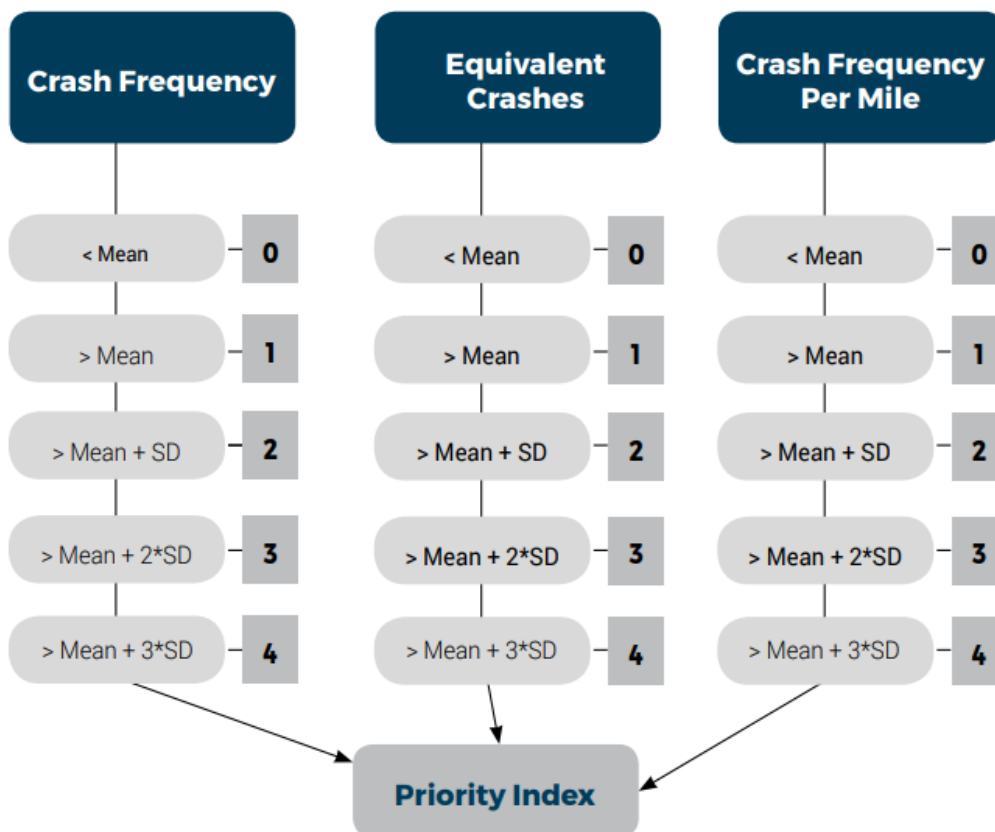 Crash Frequency
Equivalent
Crashes
Crash Frequency
Per Mile
< Mean
0
< Mean
0
< Mean
0
> Mean
1
> Mean
1
> Mean
1
> Mean + SD
2
> Mean + SD
2
> Mean + SD
2
> Mean + 2*SD
3
> Mean + 2*SD
3
> Mean + 2*SD
3
> Mean + 3*SD
4
> Mean + 3*SD
4
> Mean + 3*SD
4
Priority Index